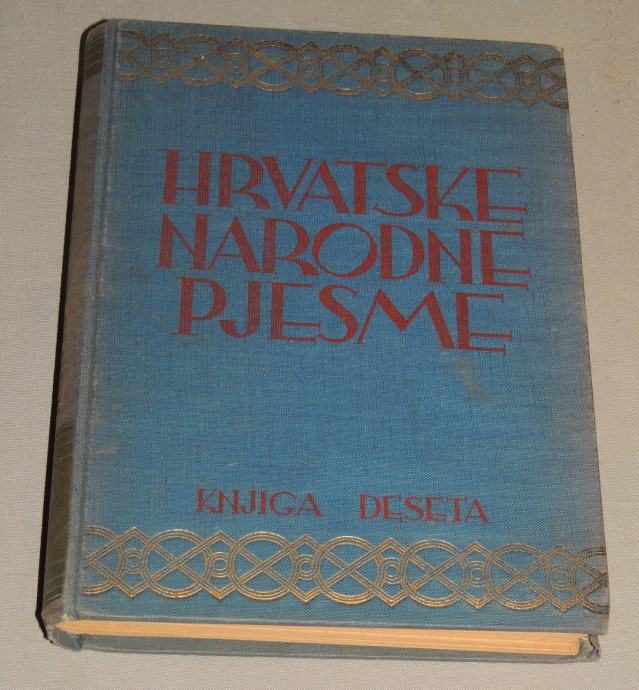 HRVATSKE
NARODNE
PJESME
KNJIGA DESETA